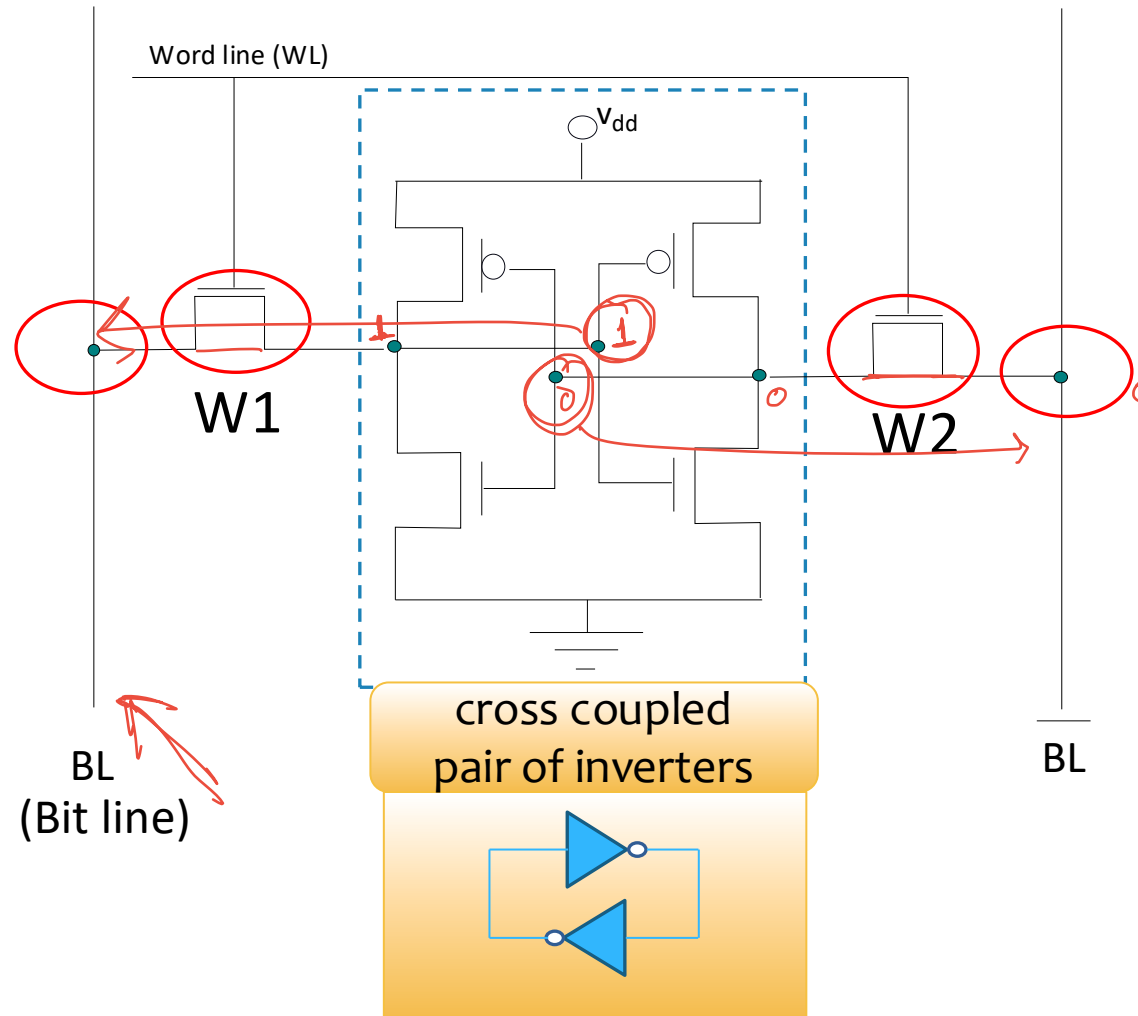 Word line (WL)
Vdd
1
1
0
0
0
W1
W2
BL
(Bit line)
BL
cross coupled
pair of inverters